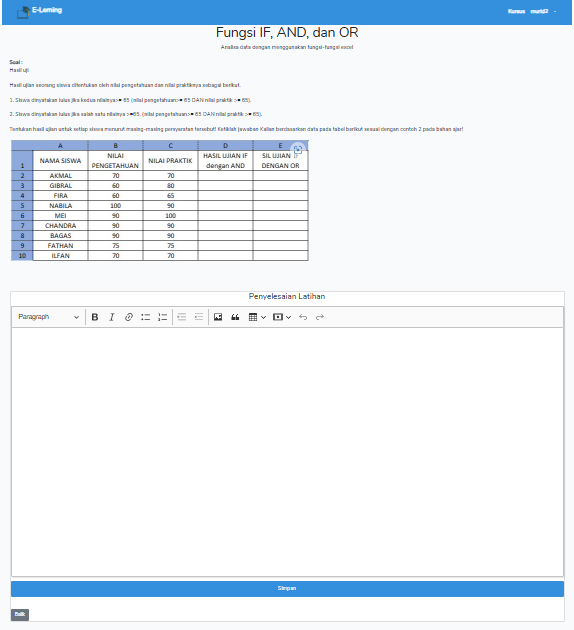 E-Lerning
Kursus murid2
Fungsi IF, AND, dan OR
Analisa data dengan menggunakan fungsi-fungsi excel
Soal :
Hasil uji
Hasil ujian seorang siswa ditentukan oleh nilai pengetahuan dan nilai praktiknya sebagai berikut.
1. Siswa dinyatakan lulus jika kedua nilainya>= 65 (nilai pengetahuan>= 65 DAN nilai praktik >= 65).
2. Siswa dinyatakan lulus jika salah satu nilainya >=65. (nilai pengetahuan>= 65 DAN nilai praktik >= 65).
Tentukan hasil ujian untuk setiap siswa menurut masing-masing persyaratan tersebut! Ketiklah jawaban Kalian berdasarkan data pada tabel berikut sesuai dengan contoh 2 pada bahan ajar!
A B C D E
1 NAMA SISWA NILAI PENGETAHUAN NILAI PRAKTIK HASIL UJIAN IF dengan AND SIL UJIAN IF DENGAN OR
2 AKMAL 70 70
3 GIBRAL 60 80
4 FIRA 60 65
5 NABILA 100 90
6 MEI 90 100
7 CHANDRA 90 90
8 BAGAS 90 90
9 FATHAN 75 75
10 ILFAN 70 70
Penyelesaian Latihan
Paragraph B I
Simpan
Balik